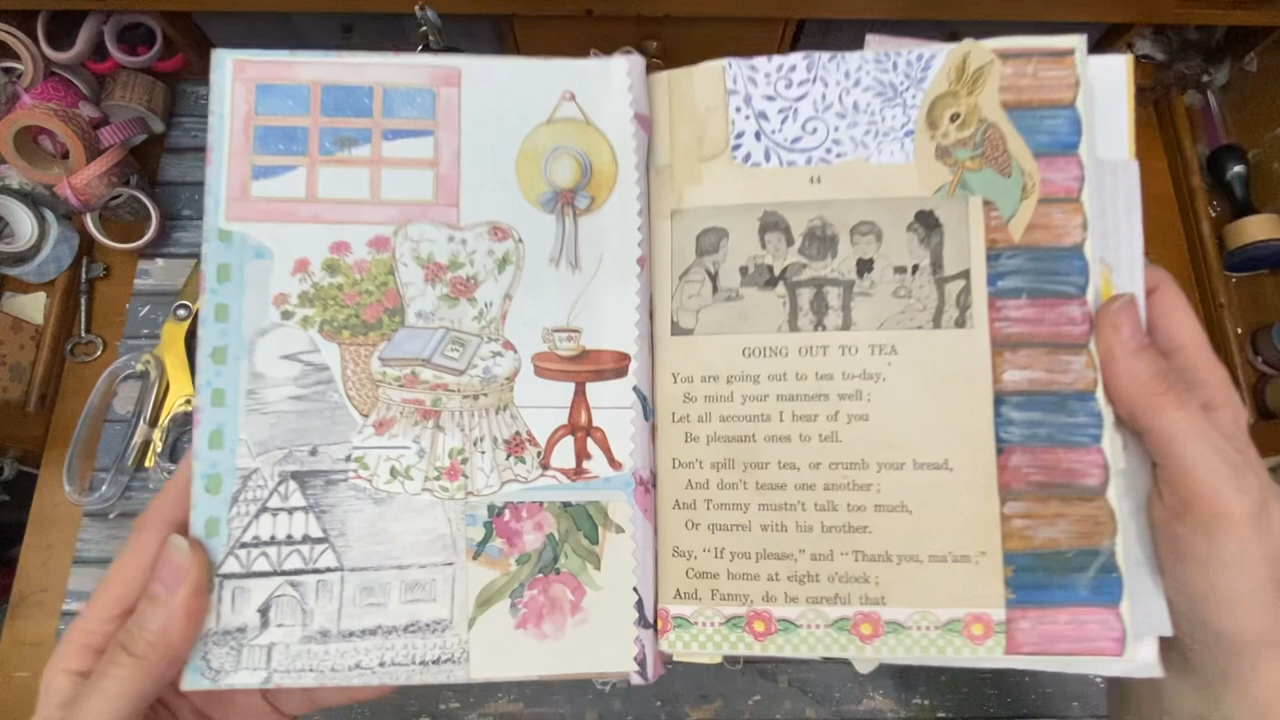 44
GOING OUT TO TEA
You are going out to tea to-day,
So mind your manners well;
Let all accounts I hear of you
Be pleasant ones to tell.
Don't spill your tea, or crumb your bread,
And don't tease one another;
And Tommy mustn't talk too much,
Or quarrel with his brother.
Say, "If you please," and "Thank you, ma'am;"
Come home at eight o'clock;
And, Fanny, do be careful that